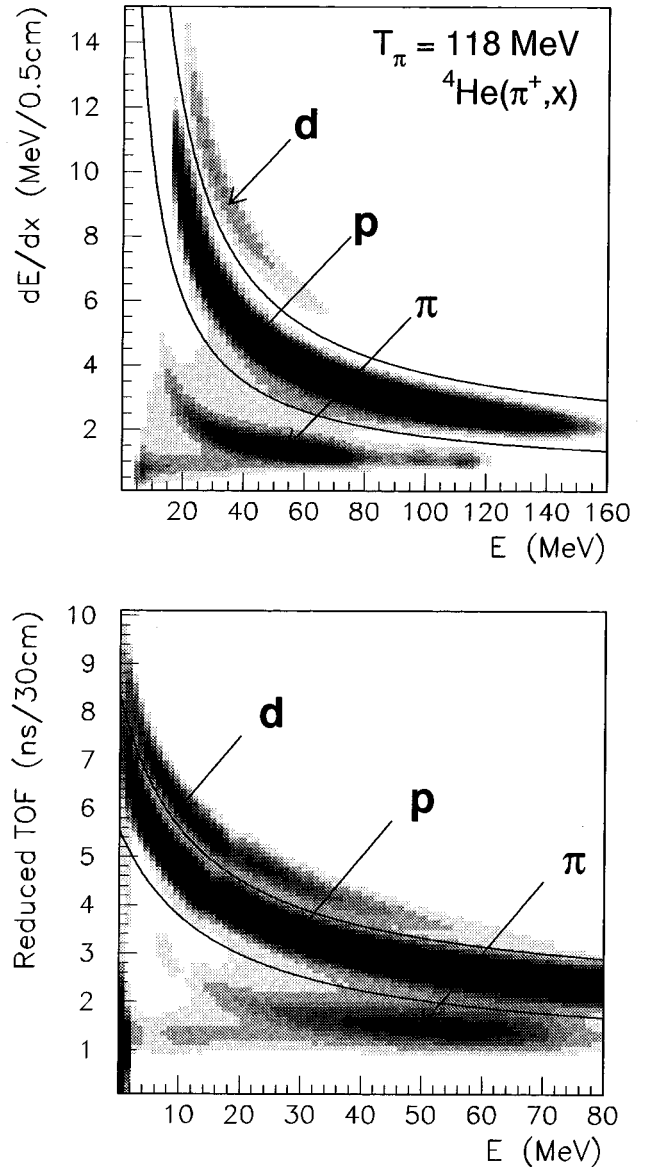 T_π = 118 MeV
⁴He(π⁺,x)
d
p
π
dE/dx (MeV/0.5cm)
14
12
10
8
6
4
2
20 40 60 80 100 120 140 160
E (MeV)
d
p
π
Reduced TOF (ns/30cm)
10
9
8
7
6
5
4
3
2
1
10 20 30 40 50 60 70 80
E (MeV)